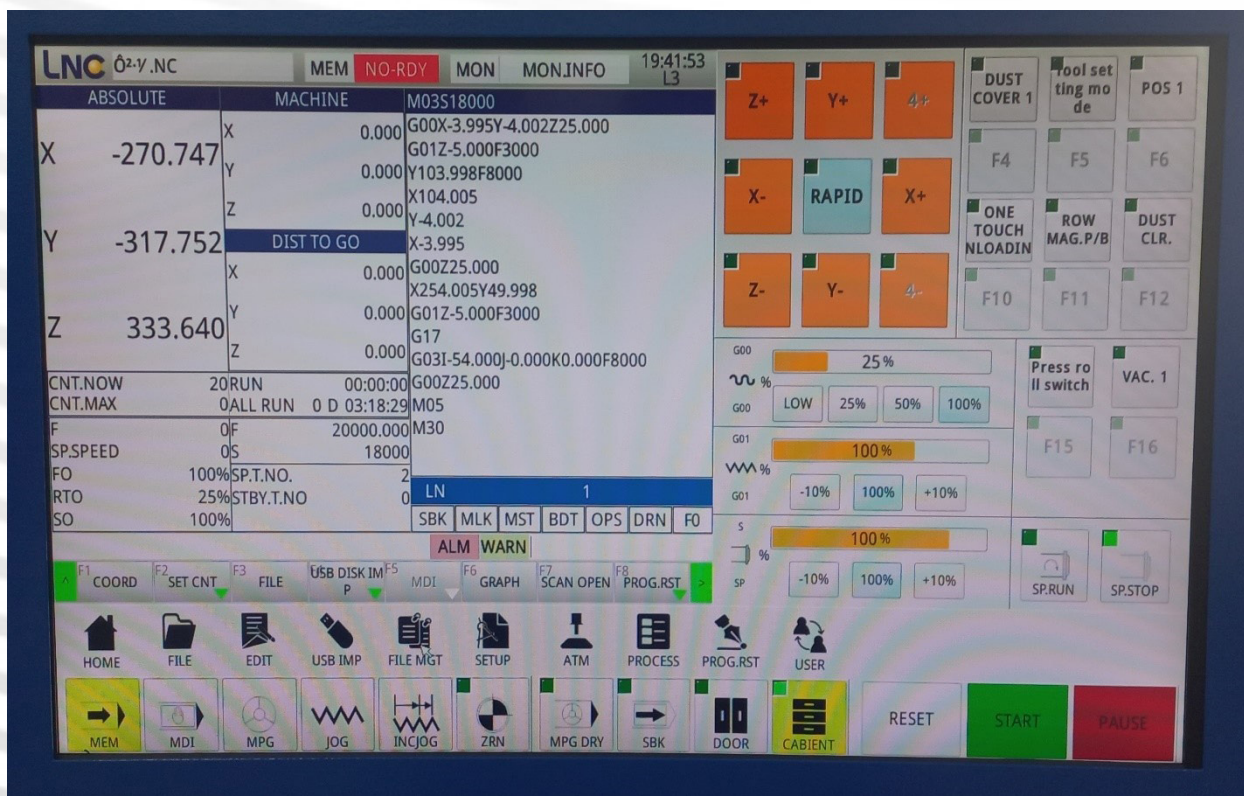 LNC Ô²·Ý.NC MEM NO-RDY MON MON.INFO 19:41:53
L3
ABSOLUTE MACHINE
X -270.747
Y -317.752
Z 333.640
X 0.000
Y 0.000
Z 0.000
DIST TO GO
X 0.000
Y 0.000
Z 0.000
CNT.NOW 20
CNT.MAX 0
RUN 00:00:00
ALL RUN 0 D 03:18:29
F 0
SP.SPEED 0
FO 100%
RTO 25%
SO 100%
F 20000.000
S 18000
SP.T.NO. 2
STBY.T.NO 0
M03S18000
G00X-3.995Y-4.002Z25.000
G01Z-5.000F3000
Y103.998F8000
X104.005
Y-4.002
X-3.995
G00Z25.000
X254.005Y49.998
G01Z-5.000F3000
G17
G03I-54.000J-0.000K0.000F8000
G00Z25.000
M05
M30
LN 1
SBK MLK MST BDT OPS DRN F0
ALM WARN
^ F1 COORD F2 SET CNT F3 FILE USB DISK IM
P F5 MDI F6 GRAPH F7 SCAN OPEN F8 PROG.RST >
HOME FILE EDIT USB IMP FILE MGT SETUP ATM PROCESS PROG.RST USER
MEM MDI MPG JOG INCJOG ZRN MPG DRY SBK DOOR CABIENT RESET START PAUSE
Z+ Y+ 4+
X- RAPID X+
Z- Y- 4-
DUST
COVER 1
Tool set
ting mo
de
POS 1
F4 F5 F6
ONE
TOUCH
NLOADIN
ROW
MAG.P/B
DUST
CLR.
F10 F11 F12
G00 25 %
%
G00 LOW 25% 50% 100%
G01 100 %
%
G01 -10% 100% +10%
S 100 %
%
SP -10% 100% +10%
Press ro
ll switch
VAC. 1
F15 F16
SP.RUN SP.STOP